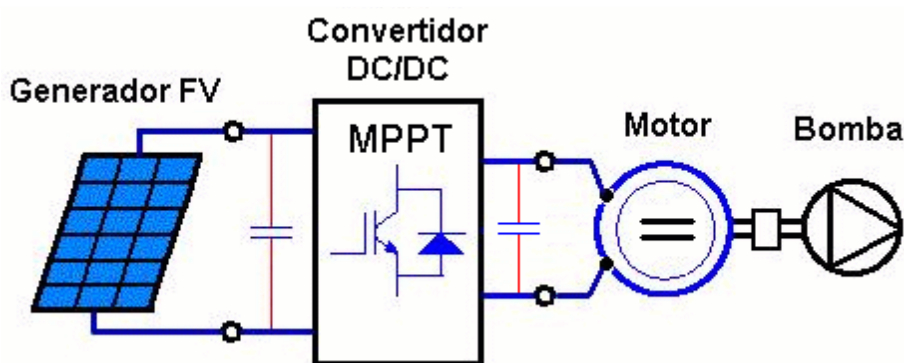 Convertidor
DC/DC
Generador FV
MPPT
Motor
Bomba